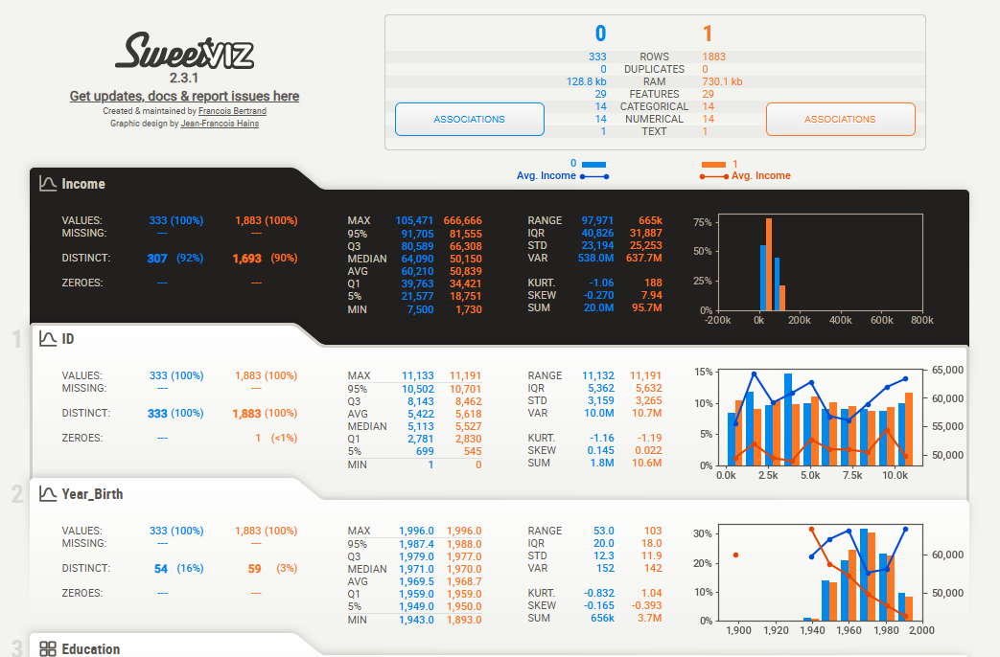 SweetVIZ
2.3.1
Get updates, docs & report issues here
Created & maintained by Francois Bertrand
Graphic design by Jean-Francois Hains
0 1
333 ROWS 1883
0 DUPLICATES 0
128.8 kb RAM 730.1 kb
29 FEATURES 29
14 CATEGORICAL 14
14 NUMERICAL 14
1 TEXT 1
ASSOCIATIONS
ASSOCIATIONS
0 1
Avg. Income Avg. Income
Income
VALUES: 333 (100%) 1,883 (100%)
MISSING: --- ---
DISTINCT: 307 (92%) 1,693 (90%)
ZEROES: --- ---
MAX 105,471 666,666
95% 91,705 81,555
Q3 80,589 66,308
MEDIAN 64,090 50,150
AVG 60,210 50,839
Q1 39,763 34,421
5% 21,577 18,751
MIN 7,500 1,730
RANGE 97,971 665k
IQR 40,826 31,887
STD 23,194 25,253
VAR 538.0M 637.7M
KURT. -1.06 188
SKEW -0.270 7.94
SUM 20.0M 95.7M
75%
50%
25%
0%
-200k 0k 200k 400k 600k 800k
1
ID
VALUES: 333 (100%) 1,883 (100%)
MISSING: --- ---
DISTINCT: 333 (100%) 1,883 (100%)
ZEROES: --- 1 (<1%)
MAX 11,133 11,191
95% 10,502 10,701
Q3 8,143 8,462
AVG 5,422 5,618
MEDIAN 5,113 5,527
Q1 2,781 2,830
5% 699 545
MIN 1 0
RANGE 11,132 11,191
IQR 5,362 5,632
STD 3,159 3,265
VAR 10.0M 10.7M
KURT. -1.16 -1.19
SKEW 0.145 0.022
SUM 1.8M 10.6M
15% 65,000
10% 60,000
5% 55,000
0% 50,000
0.0k 2.5k 5.0k 7.5k 10.0k
2
Year_Birth
VALUES: 333 (100%) 1,883 (100%)
MISSING: --- ---
DISTINCT: 54 (16%) 59 (3%)
ZEROES: --- ---
MAX 1,996.0 1,996.0
95% 1,987.4 1,988.0
Q3 1,979.0 1,977.0
MEDIAN 1,971.0 1,970.0
AVG 1,969.5 1,968.7
Q1 1,959.0 1,959.0
5% 1,949.0 1,950.0
MIN 1,943.0 1,893.0
RANGE 53.0 103
IQR 20.0 18.0
STD 12.3 11.9
VAR 152 142
KURT. -0.832 1.04
SKEW -0.165 -0.393
SUM 656k 3.7M
30%
20% 60,000
10% 50,000
0%
1,900 1,920 1,940 1,960 1,980 2,000
3
Education